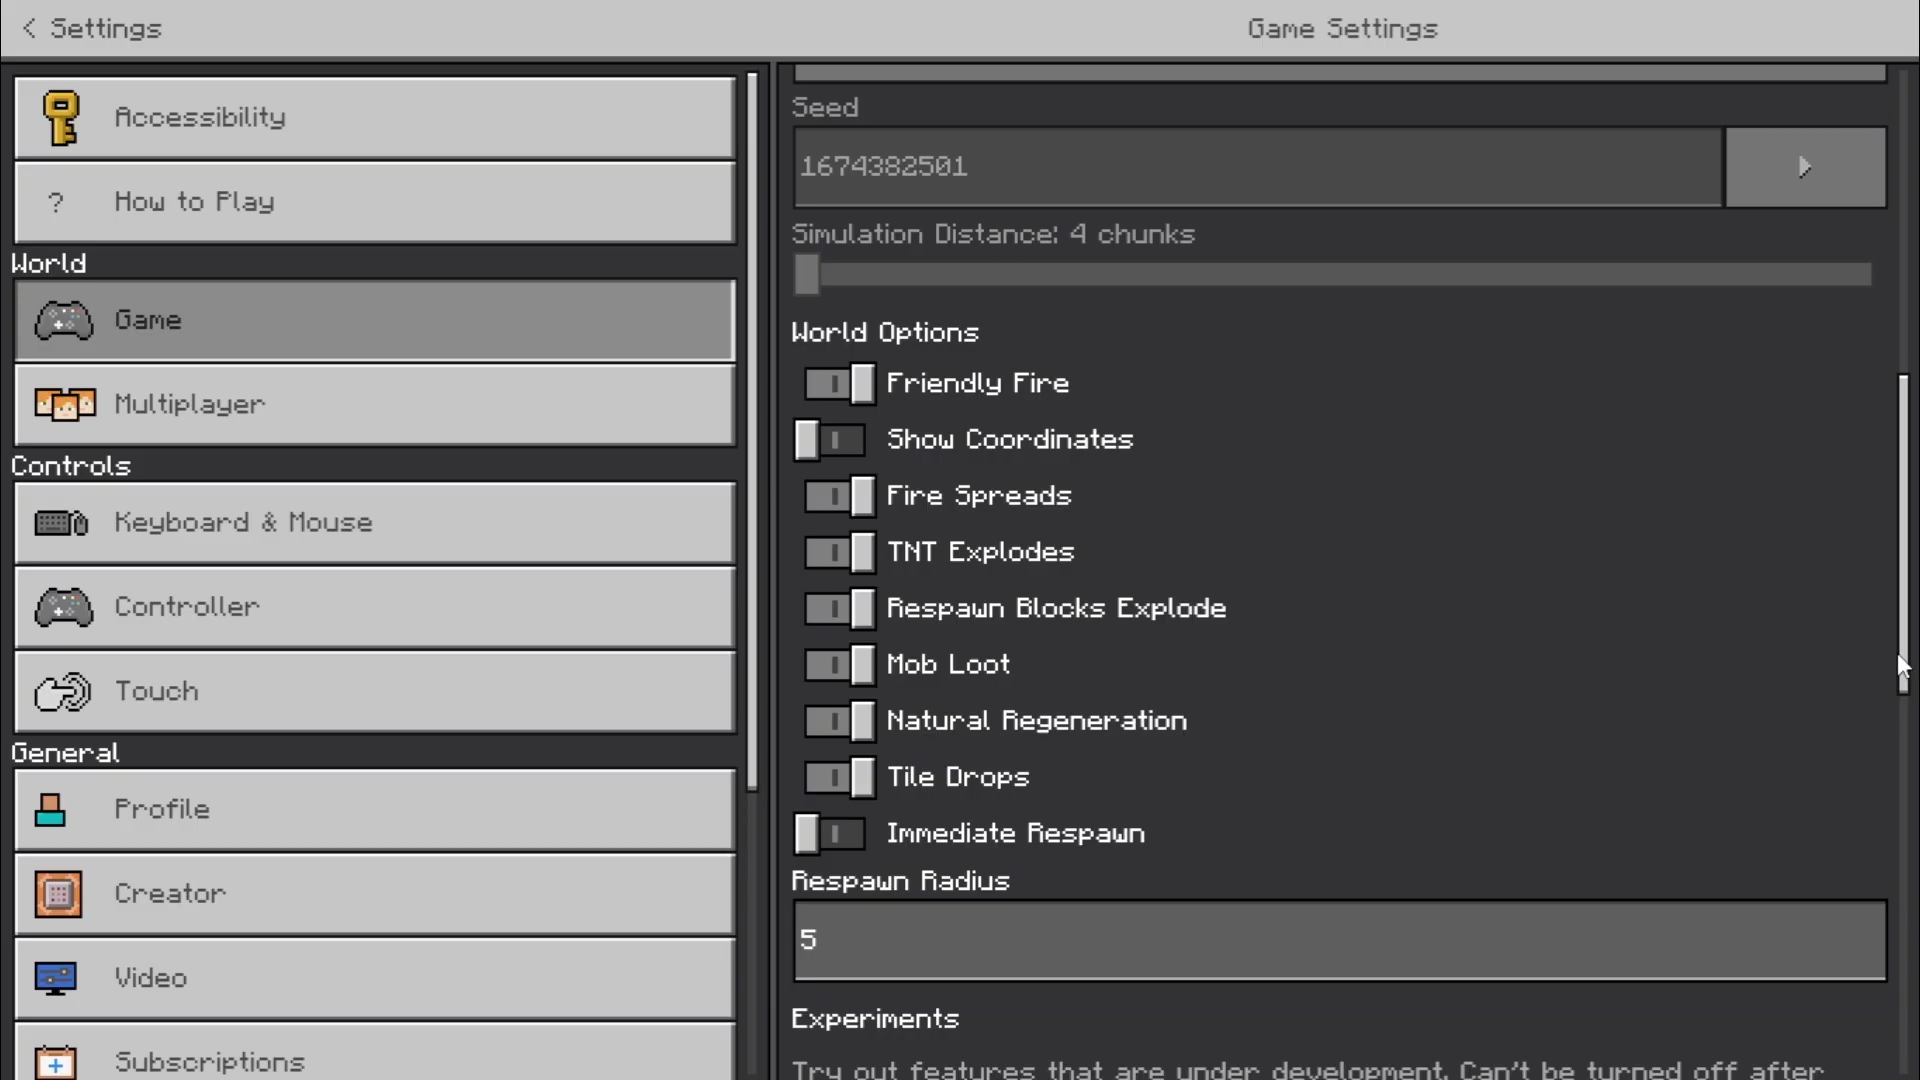 Settings
Game Settings
Accessibility
? How to Play
World
Game
Multiplayer
Controls
Keyboard & Mouse
Controller
Touch
General
Profile
Creator
Video
Subscriptions
Seed
1674382501
Simulation Distance: 4 chunks
World Options
Friendly Fire
Show Coordinates
Fire Spreads
TNT Explodes
Respawn Blocks Explode
Mob Loot
Natural Regeneration
Tile Drops
Immediate Respawn
Respawn Radius
5
Experiments
Try out features that are under development. Can't be turned off after